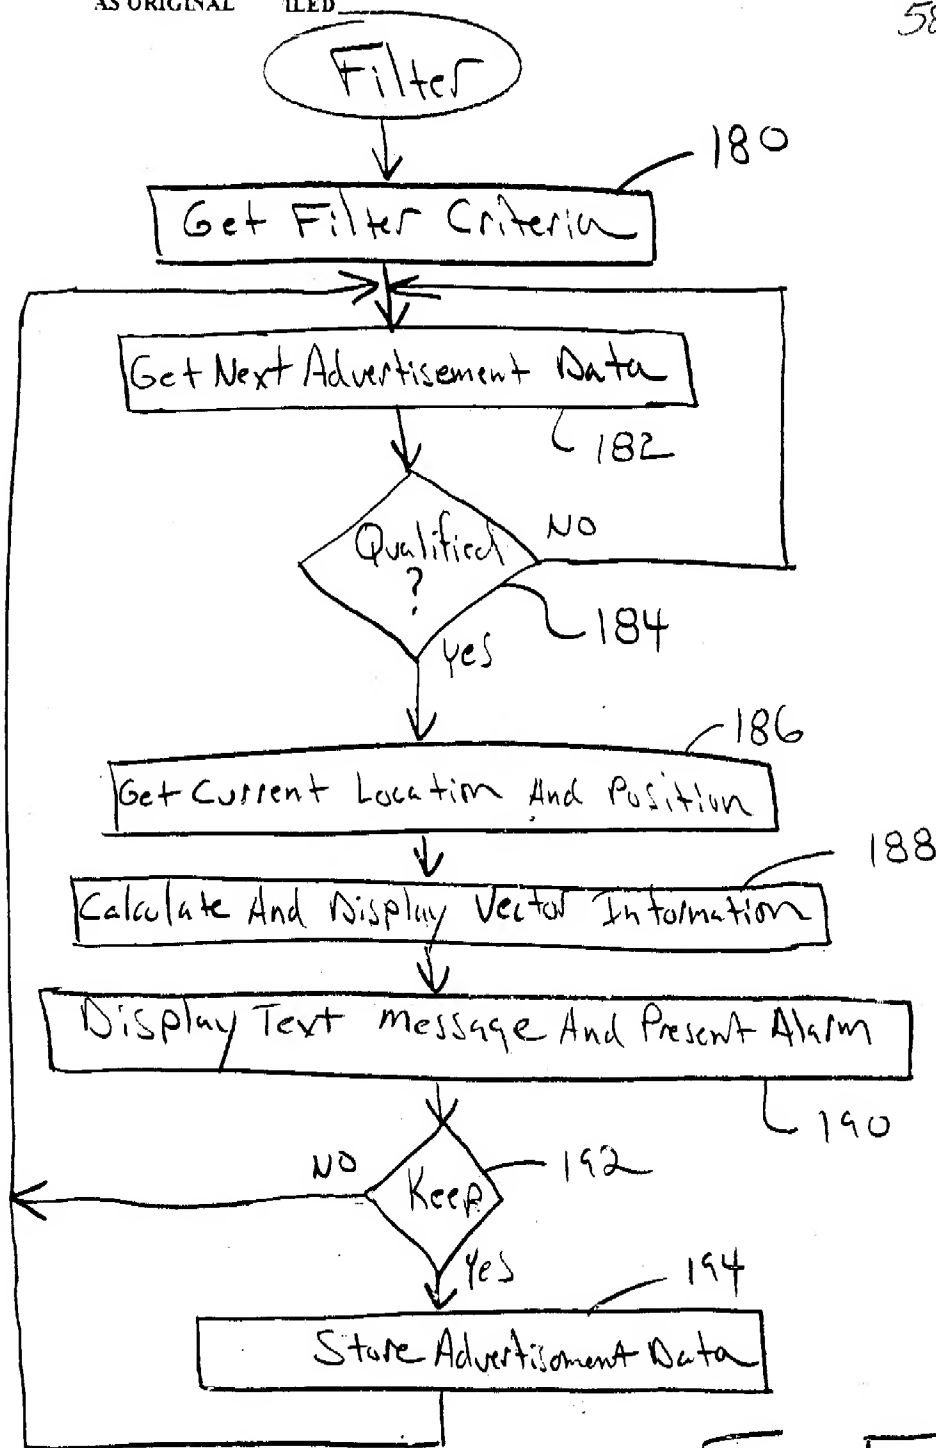 AS ORIGINAL ILED
58
Filter
180
Get Filter Criteria
Get Next Advertisement Data
182
Qualified
?
NO
184
yes
186
Get Current Location And Position
188
Calculate And Display Vector Information
Display Text Message And Present Alarm
190
NO
192
Keep
Yes
194
Store Advertisement Data